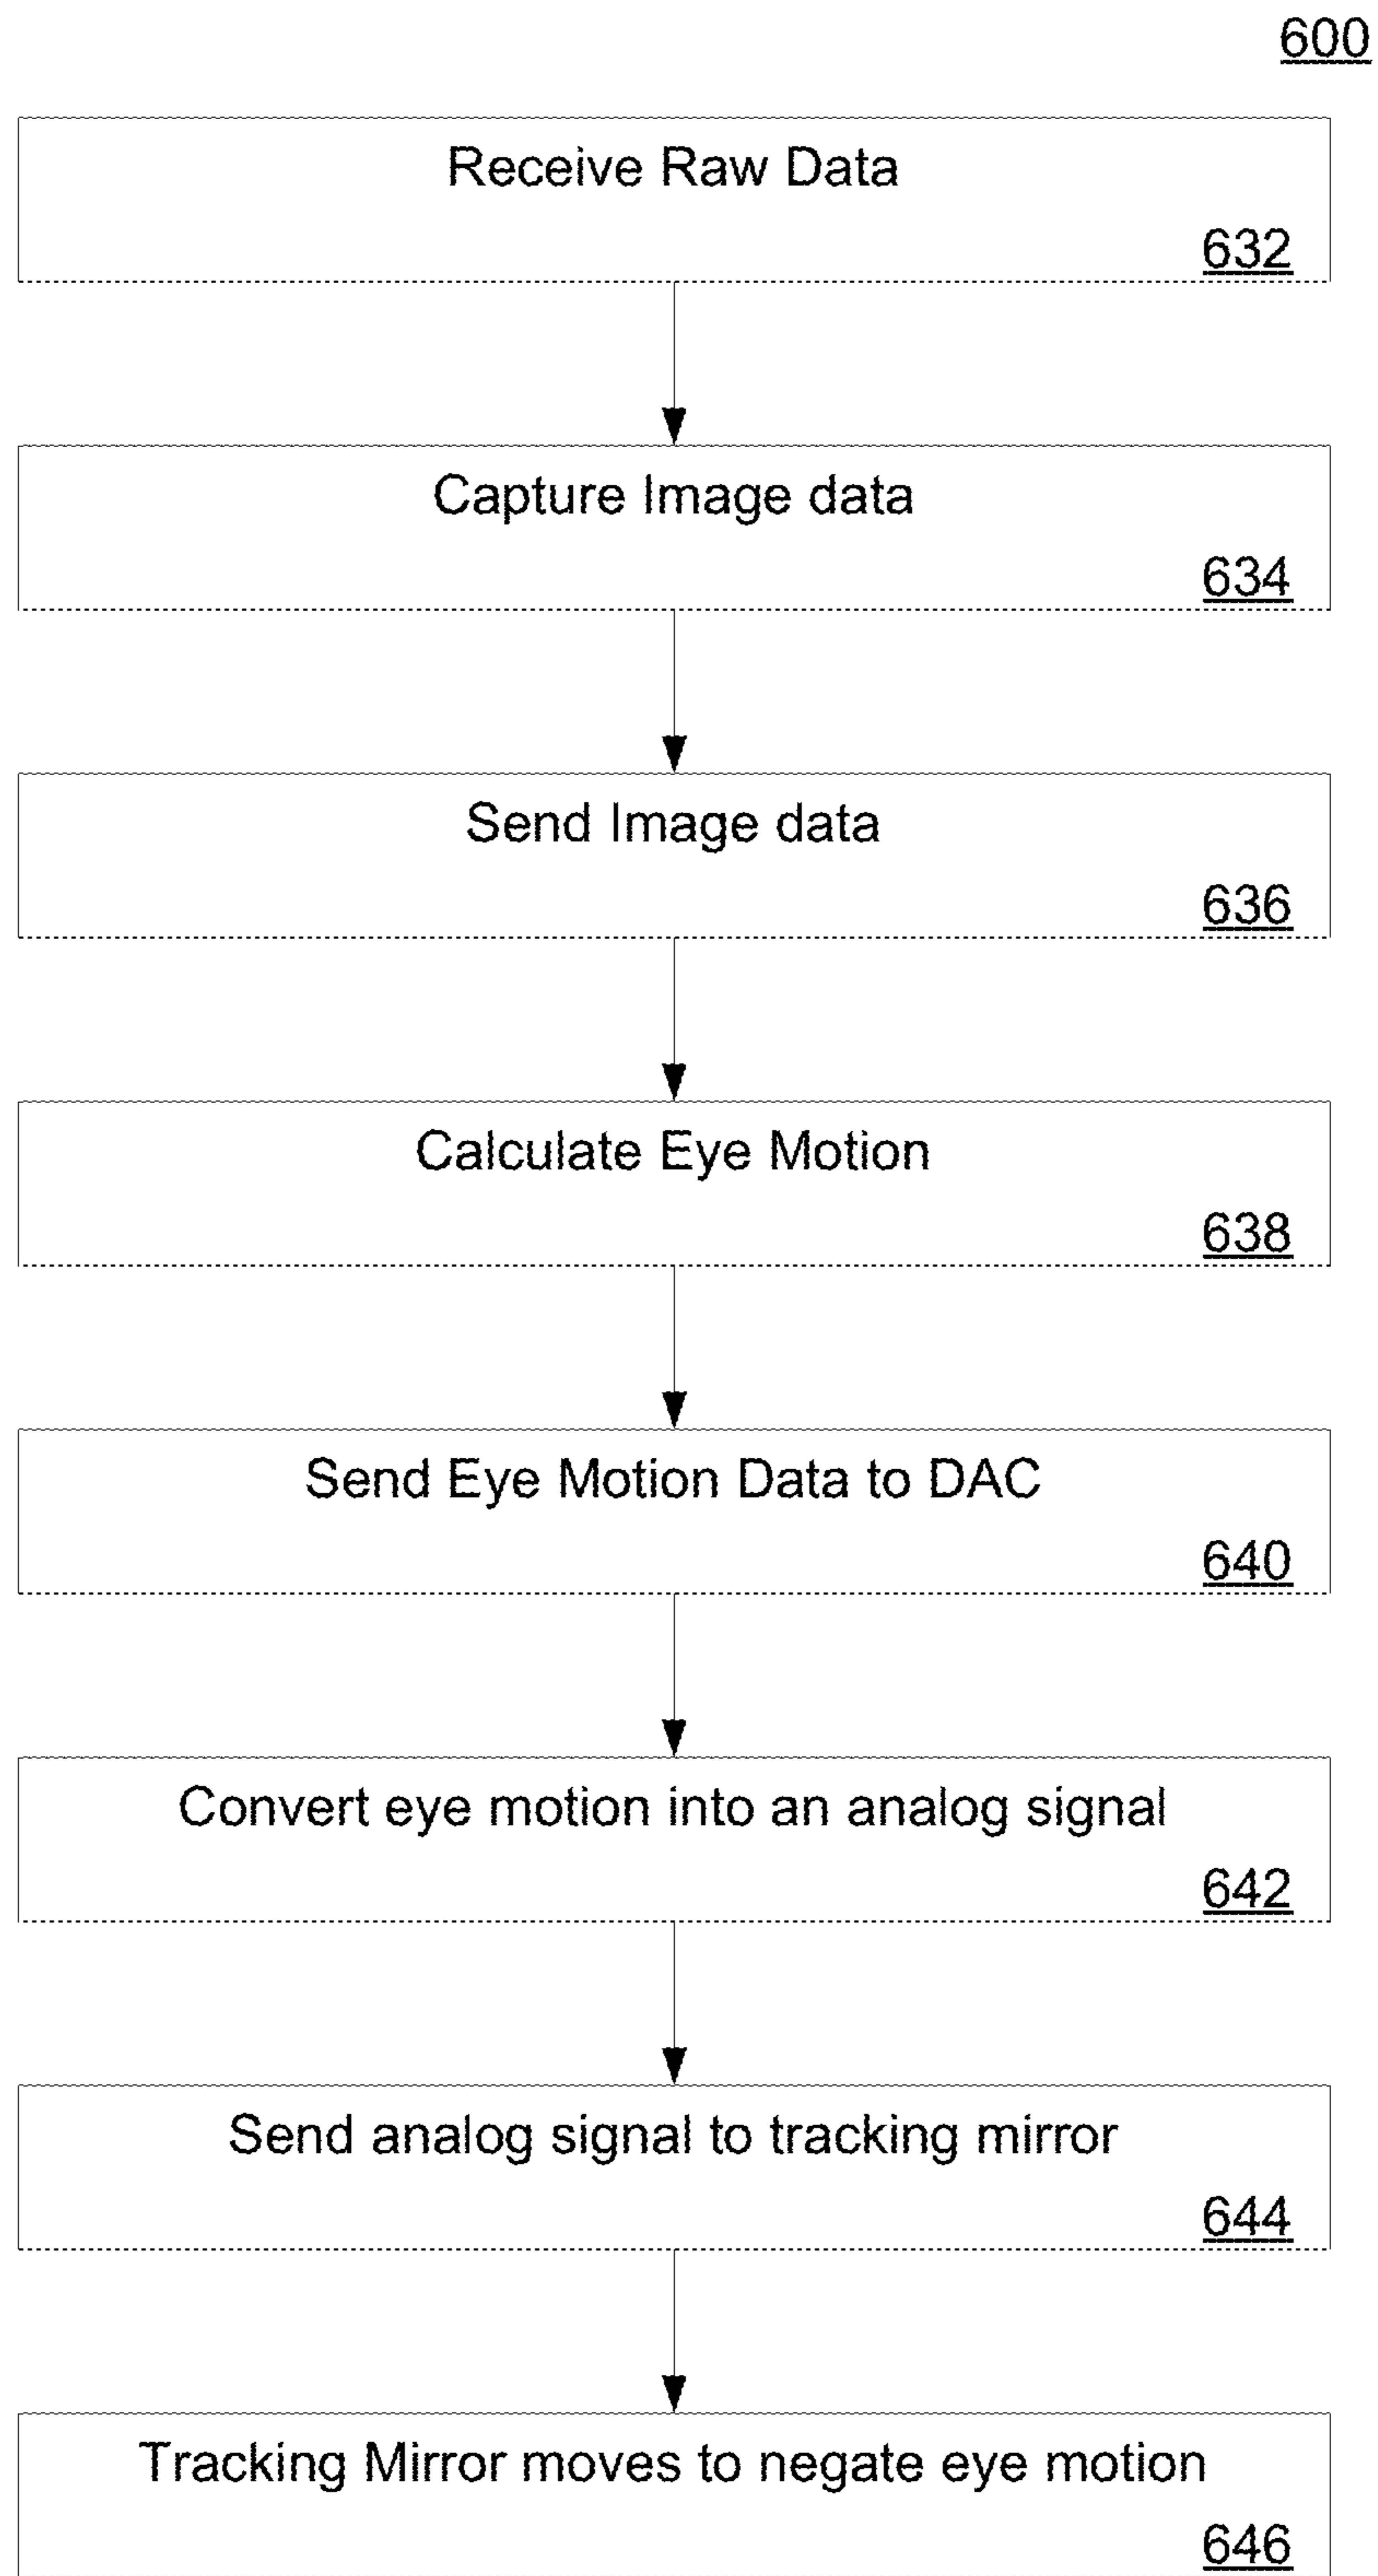 600
Receive Raw Data
632
Capture Image data
634
Send Image data
636
Calculate Eye Motion
638
Send Eye Motion Data to DAC
640
Convert eye motion into an analog signal
642
Send analog signal to tracking mirror
644
Tracking Mirror moves to negate eye motion
646